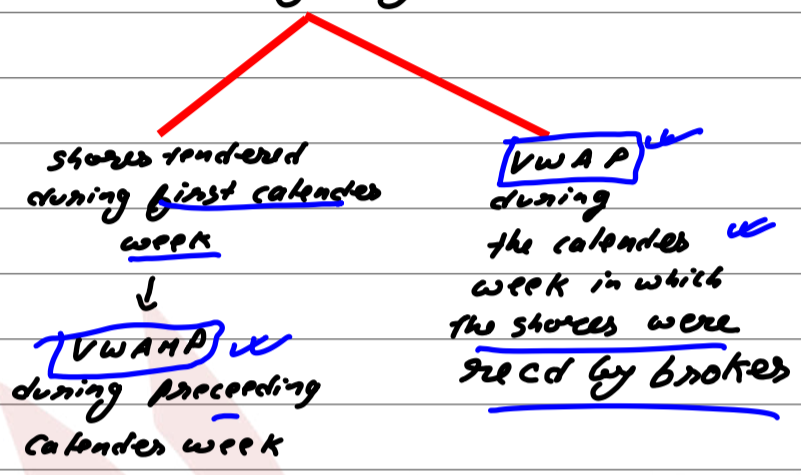 shares tendered
during first calender
week
↓
VWAMP
during preceeding
Calender week
VWAP
during
the calender
week in which
the shares were
recd by broker